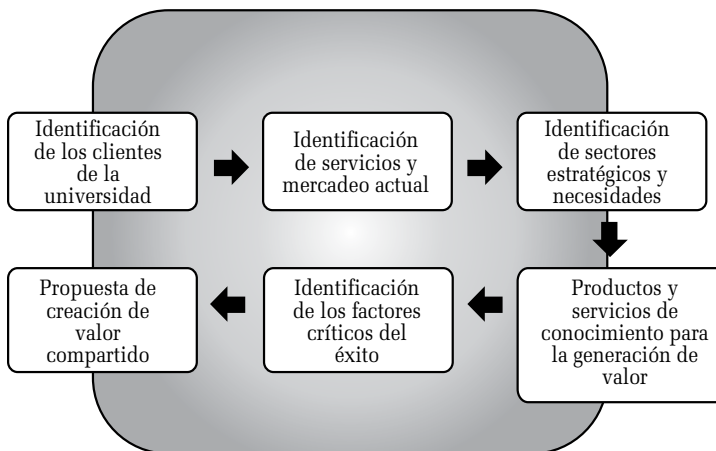 Identificación
de los clientes
de la
universidad
Identificación
de servicios y
mercadeo actual
Identificación
de sectores
estratégicos y
necesidades
Productos y
servicios de
conocimiento para
la generación de
valor
Identificación
de los factores
críticos del
éxito
Propuesta de
creación de
valor
compartido